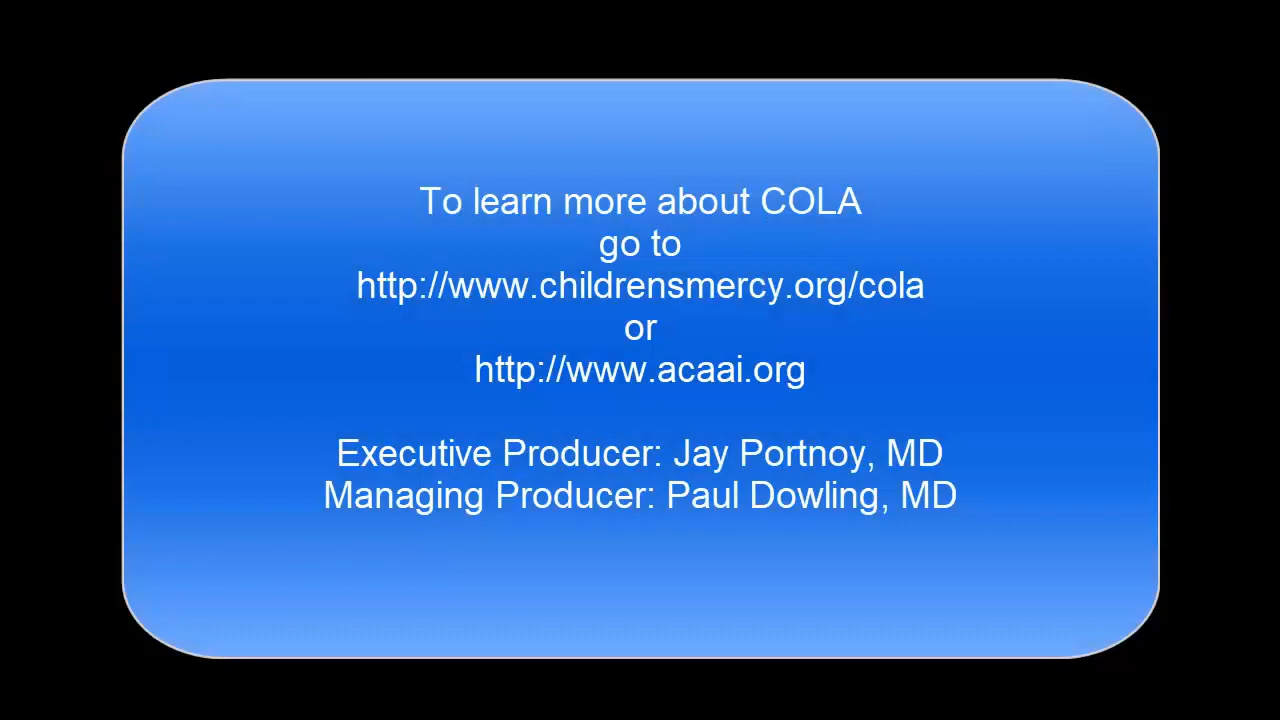 To learn more about COLA
go to
http://www.childrensmercy.org/cola
or
http://www.acaai.org
Executive Producer: Jay Portnoy, MD
Managing Producer: Paul Dowling, MD